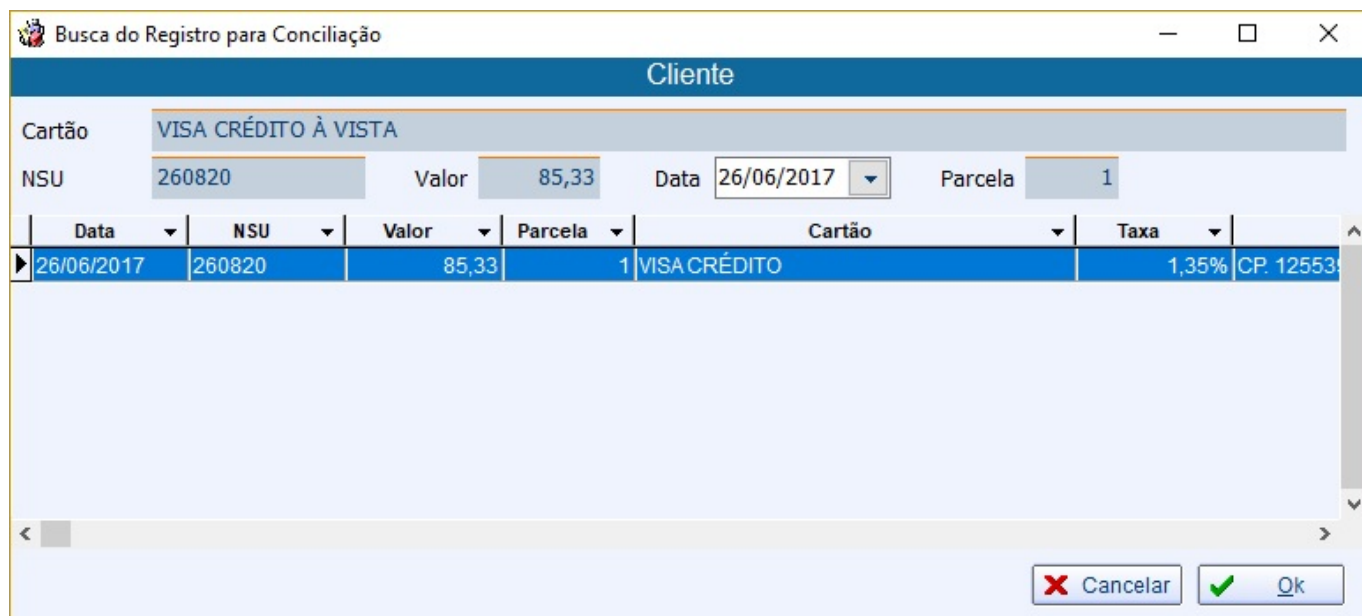 Busca do Registro para Conciliação
Cliente
Cartão VISA CRÉDITO À VISTA
NSU 260820 Valor 85,33 Data 26/06/2017 Parcela 1
Data NSU Valor Parcela Cartão Taxa
26/06/2017 260820 85,33 1 VISA CRÉDITO 1,35% CP. 125539
Cancelar Ok